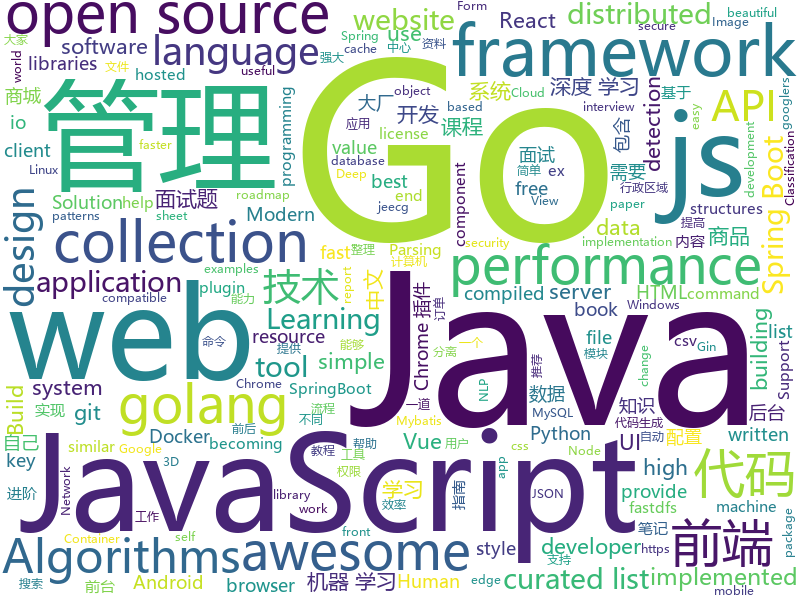 open source
Go
distributed
Form
beautiful
Image
secure
大家
website
React
Spring
cache
中心
资料
use
software
language
framework
world
libraries
hosted
文件
useful
强大
管理
js
大厂
object
深度 学习
系统
Cloud
基于
API
googlers
商城
io
client
Linux
programming
应用
开发
based
interview
课程
license
database
value
面试
ex
包含
detection
简单
easy
faster
Solution
help
面试题
best
free
需要
行政区域
Classification
roadmap
patterns
sheet
Modern
end
Deep
jeecg
View
paper
component
structures
development
Spring Boot
design
collection
data
implementation
提高
内容
商品
security
整理
Parsing
计算机
performance
application
技术
fast
中文
examples
compatible
plugin
能力
report
订单
compiled
server
HTML
command
Windows
web
Java
Learning
Chrome 插件
book
file
csv
building
list
resource
能够
命令
提供
分离
一个
模块
Gin
Build
tool
simple
推荐
change
Support
system
Chrome
SpringBoot
NLP
数据
知识
golang
key
实现
git
前后
流程
不同
一道
Mybatis
MySQL
代码生成
后台
自己
similar
Google
Docker
becoming
教程
权限
Vue
用户
Python
UI
自动
配置
written
JavaScript
代码
进阶
3D
帮助
工具
css
Node
high
provide
fastdfs
machine
学习
指南
app
JSON
笔记
Network
工作
library
效率
前端
package
Algorithms
awesome
style
developer
Container
self
work
front
支持
https
搜索
前台
Android
browser
机器 学习
Human
edge
curated list
implemented
mobile